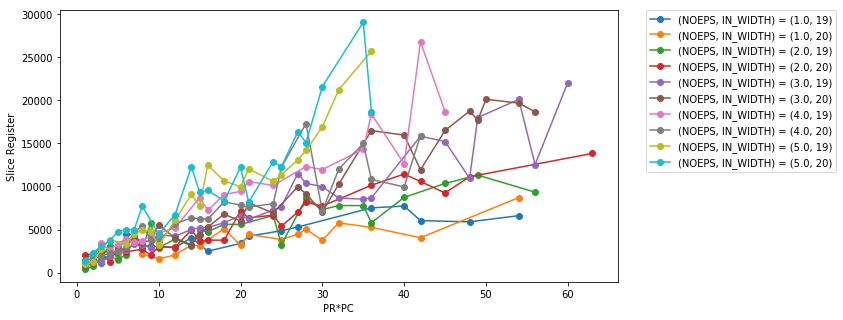 30000
25000
20000
15000
10000
5000
0
Slice Register
0
10
20
30
40
50
60
PR*PC
(NOEPS, IN_WIDTH) = (1.0, 19)
(NOEPS, IN_WIDTH) = (1.0, 20)
(NOEPS, IN_WIDTH) = (2.0, 19)
(NOEPS, IN_WIDTH) = (2.0, 20)
(NOEPS, IN_WIDTH) = (3.0, 19)
(NOEPS, IN_WIDTH) = (3.0, 20)
(NOEPS, IN_WIDTH) = (4.0, 19)
(NOEPS, IN_WIDTH) = (4.0, 20)
(NOEPS, IN_WIDTH) = (5.0, 19)
(NOEPS, IN_WIDTH) = (5.0, 20)